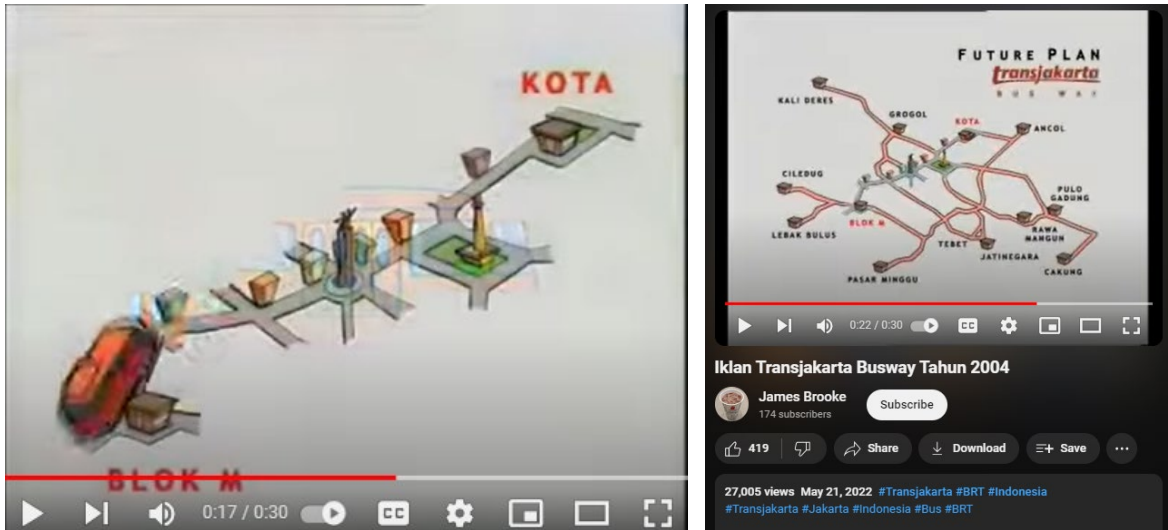 KOTA
BLOK M
0:17 / 0:30
CC
FUTURE PLAN
transjakarta
BUS WAY
KALI DERES
GROGOL
KOTA
ANCOL
CILEDUG
PULO
GADUNG
LEBAK BULUS
BLOK M
RAWA
MANGUN
TEBET
JATINEGARA
CAKUNG
PASAR MINGGU
0:22 / 0:30
CC
Iklan Transjakarta Busway Tahun 2004
James Brooke
174 subscribers
Subscribe
419
Share
Download
Save
27,005 views May 21, 2022 #Transjakarta #BRT #Indonesia
#Transjakarta #Jakarta #Indonesia #Bus #BRT